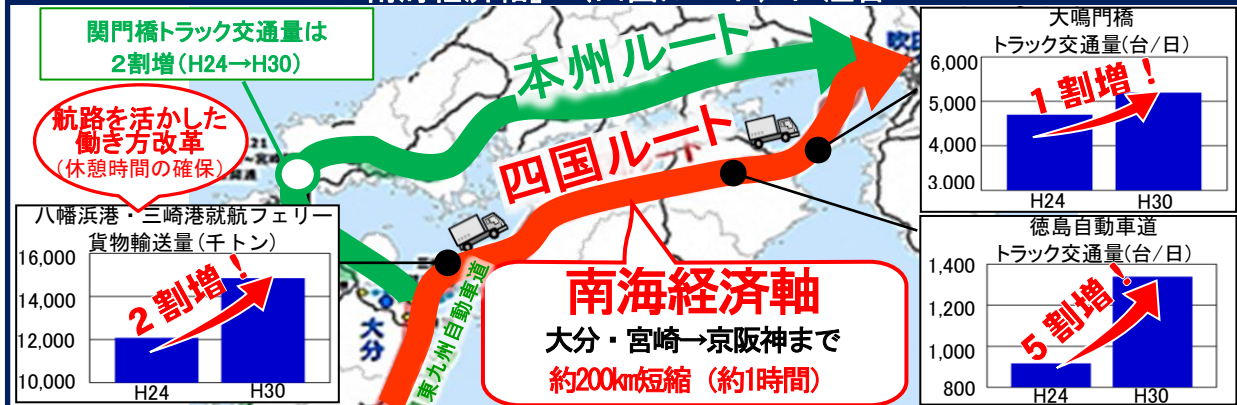 関門橋トラック交通量は
2割増(H24→H30)
航路を活かした
働き方改革
(休憩時間の確保)
本州ルート
四国ルート
吹田
大鳴門橋
トラック交通量(台/日)
6,000
5,000
4,000
3,000
1割増!
H24
H30
八幡浜港・三崎港就航フェリー
貨物輸送量(千トン)
16,000
14,000
12,000
10,000
2割増!
H24
H30
大分
東九州自動車道
南海経済軸
大分・宮崎→京阪神まで
約200km短縮 (約1時間)
徳島自動車道
トラック交通量(台/日)
1,400
1,200
1,000
800
5割増!
H24
H30